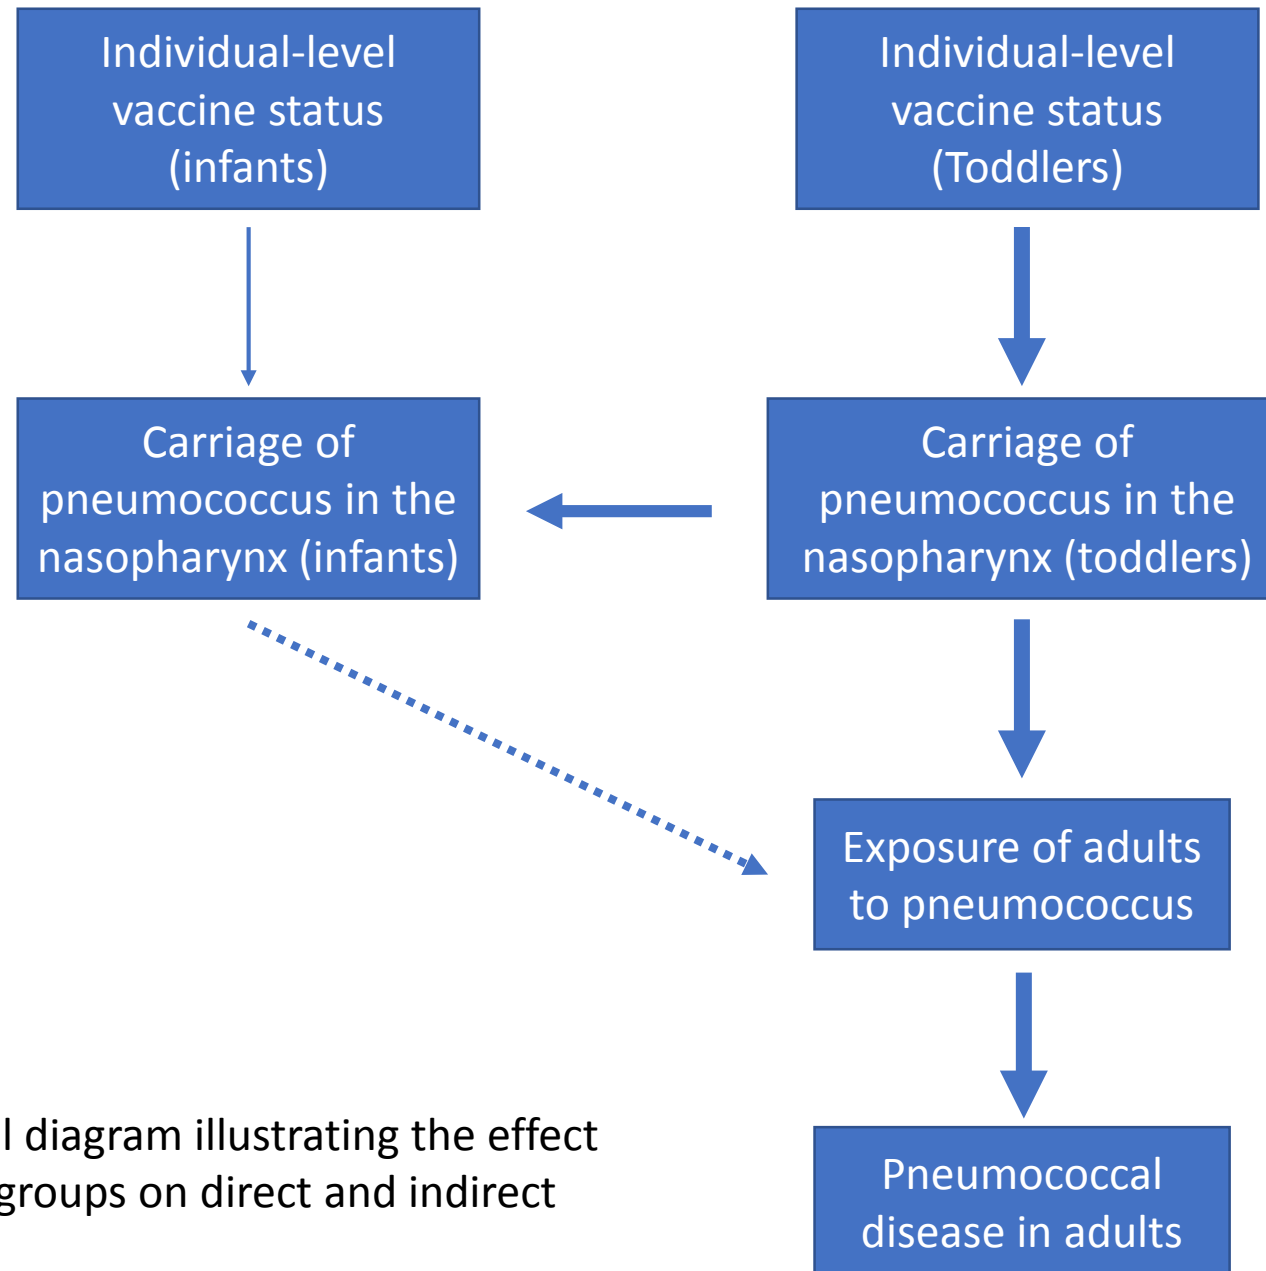 Individual-level
vaccine status
(infants)
Individual-level
vaccine status
(Toddlers)
Carriage of
pneumococcus in the
nasopharynx (infants)
Carriage of
pneumococcus in the
nasopharynx (toddlers)
Exposure of adults
to pneumococcus
l diagram illustrating the effect
groups on direct and indirect
Pneumococcal
disease in adults